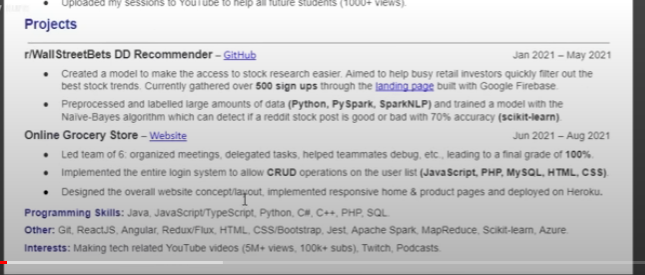 Uploaded my sessions to YouTube to help all future students (1000+ views).
Projects
r/WallStreetBets DD Recommender – GitHub Jan 2021 – May 2021
• Created a model to make the access to stock research easier. Aimed to help busy retail investors quickly filter out the
best stock trends. Currently gathered over 500 sign ups through the landing page built with Google Firebase.
• Preprocessed and labelled large amounts of data (Python, PySpark, SparkNLP) and trained a model with the
Naïve-Bayes algorithm which can detect if a reddit stock post is good or bad with 70% accuracy (scikit-learn).
Online Grocery Store – Website Jun 2021 – Aug 2021
• Led team of 6: organized meetings, delegated tasks, helped teammates debug, etc., leading to a final grade of 100%.
• Implemented the entire login system to allow CRUD operations on the user list (JavaScript, PHP, MySQL, HTML, CSS).
• Designed the overall website concept/layout, implemented responsive home & product pages and deployed on Heroku.
Programming Skills: Java, JavaScript/TypeScript, Python, C#, C++, PHP, SQL.
Other: Git, ReactJS, Angular, Redux/Flux, HTML, CSS/Bootstrap, Jest, Apache Spark, MapReduce, Scikit-learn, Azure.
Interests: Making tech related YouTube videos (5M+ views, 100k+ subs), Twitch, Podcasts.